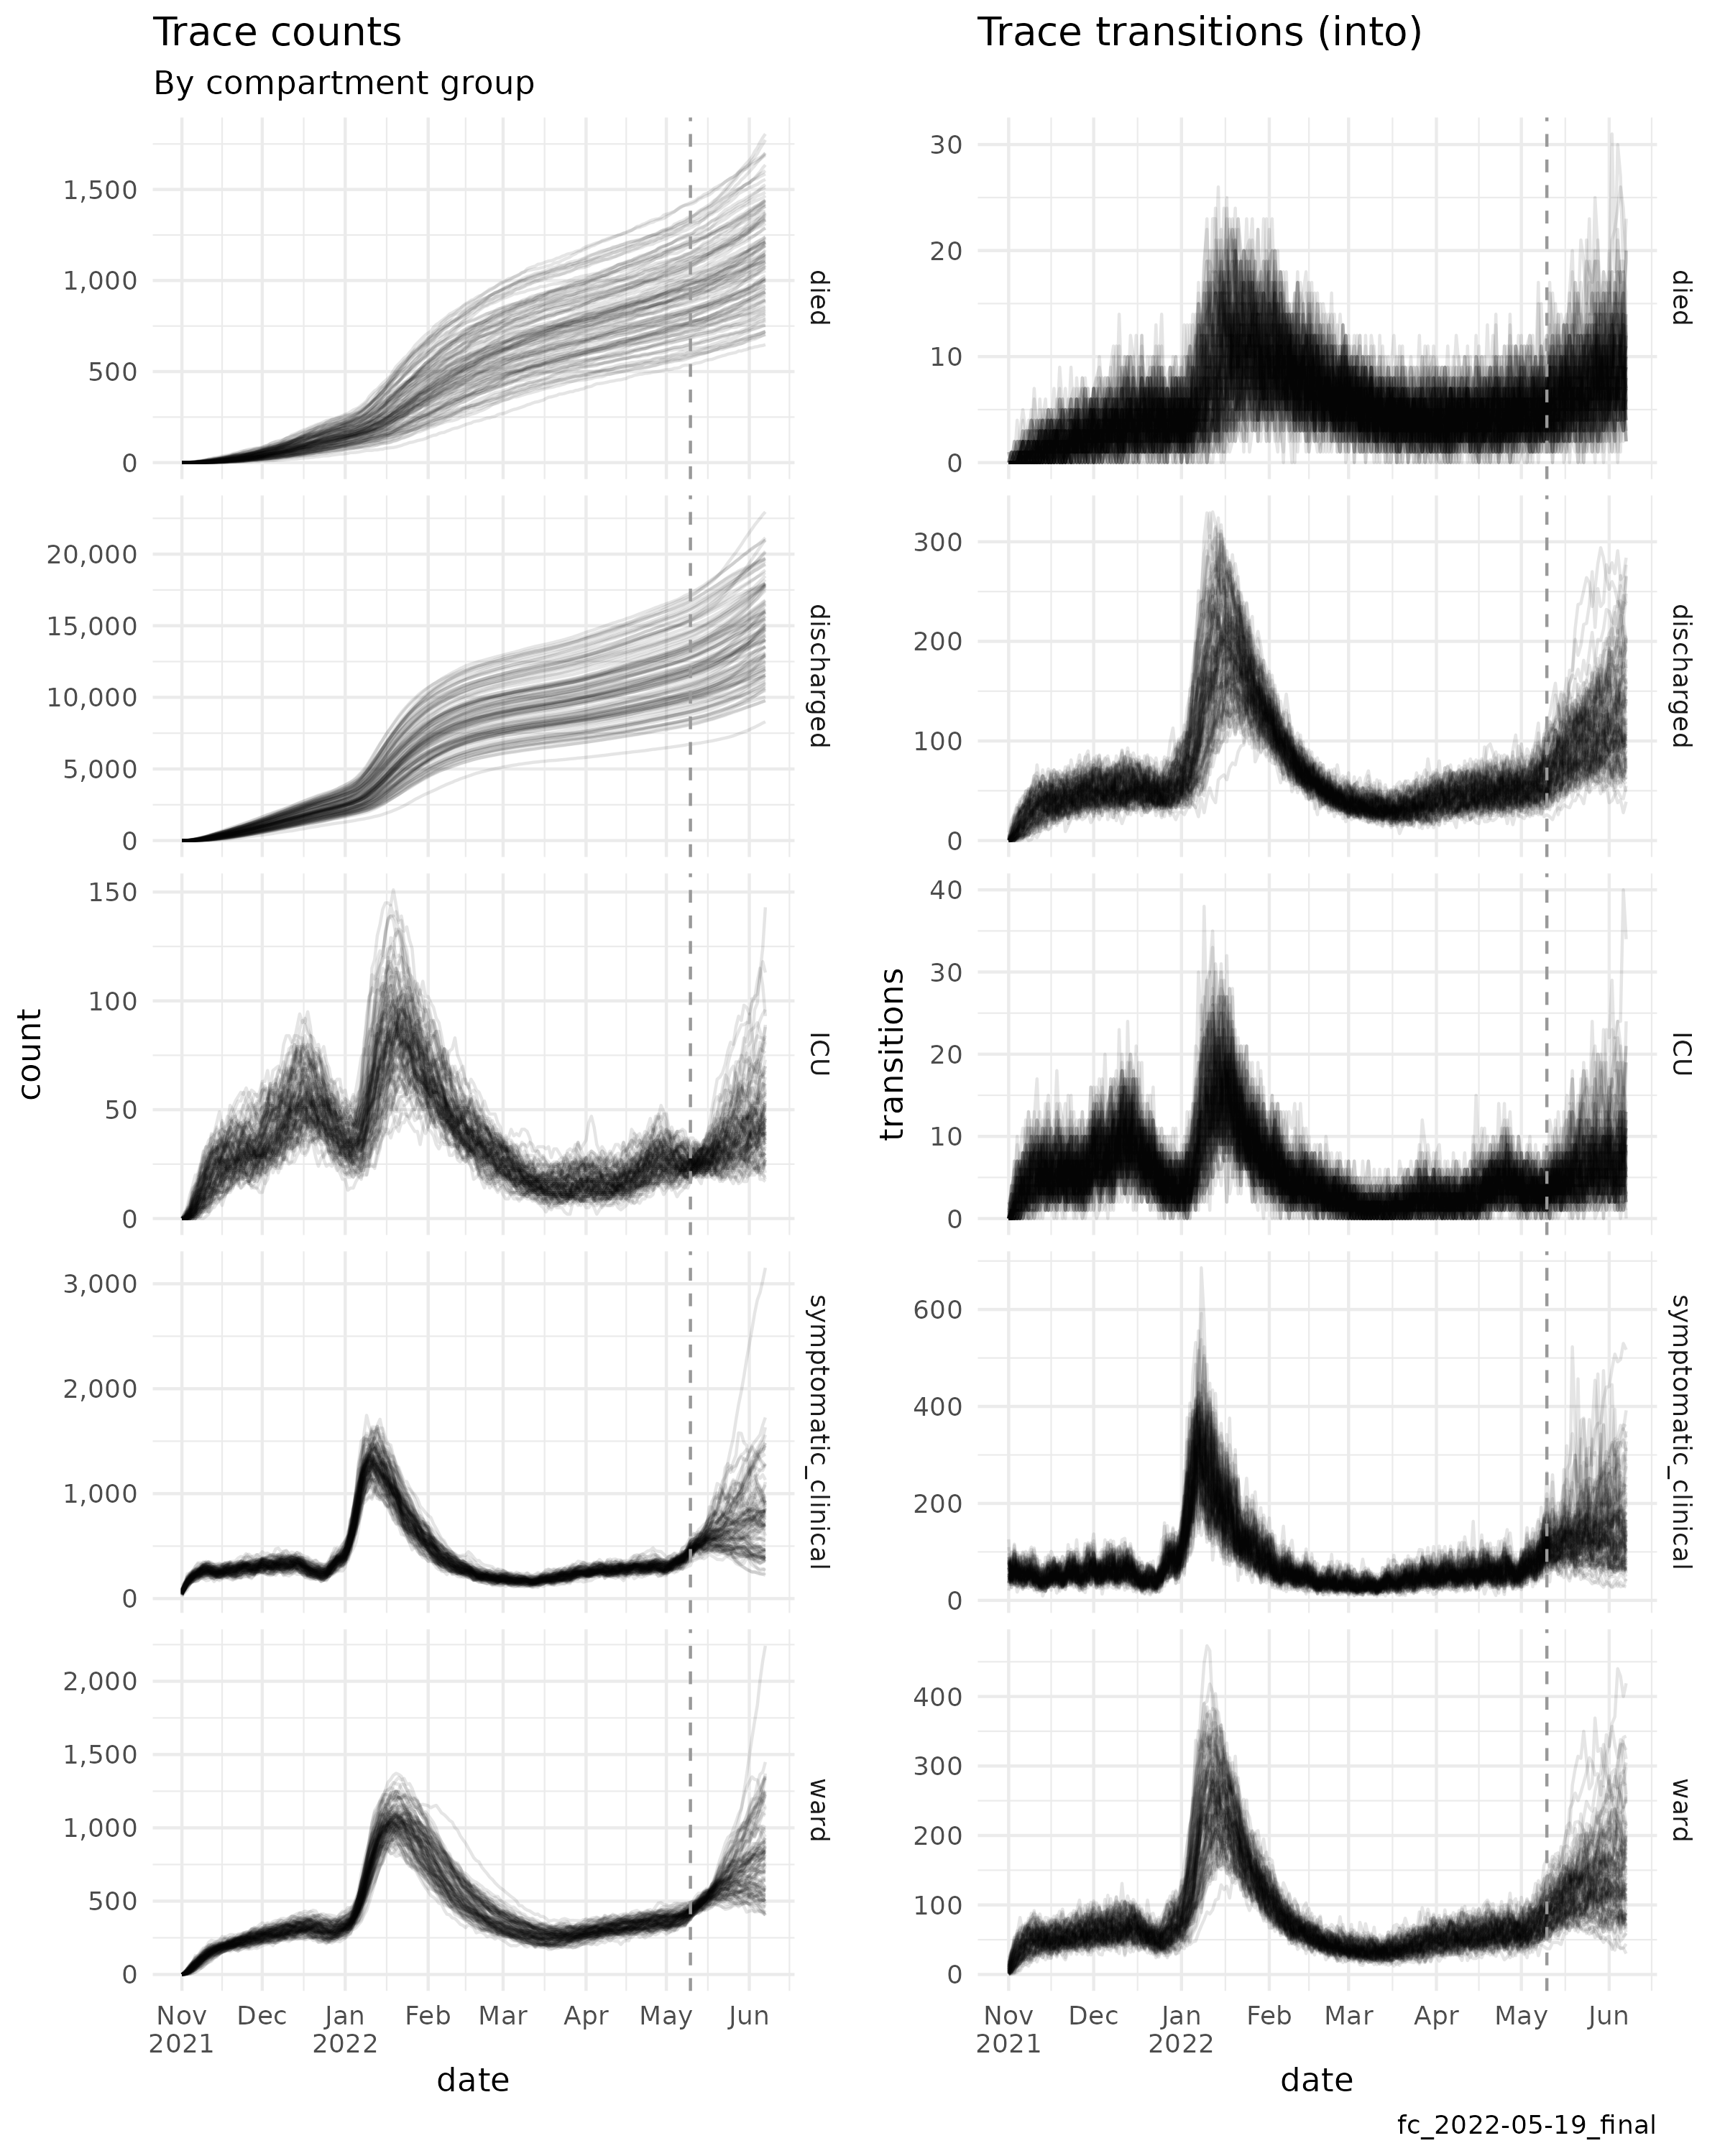 Trace counts
By compartment group
count
1,500
1,000
500
0
died
20,000
15,000
10,000
5,000
0
discharged
150
100
50
0
ICU
3,000
2,000
1,000
0
symptomatic_clinical
2,000
1,500
1,000
500
0
ward
Nov Dec Jan Feb Mar Apr May Jun
2021 2022
date
Trace transitions (into)
transitions
30
20
10
0
died
300
200
100
0
discharged
40
30
20
10
0
ICU
600
400
200
0
symptomatic_clinical
400
300
200
100
0
ward
Nov Dec Jan Feb Mar Apr May Jun
2021 2022
date
fc_2022-05-19_final